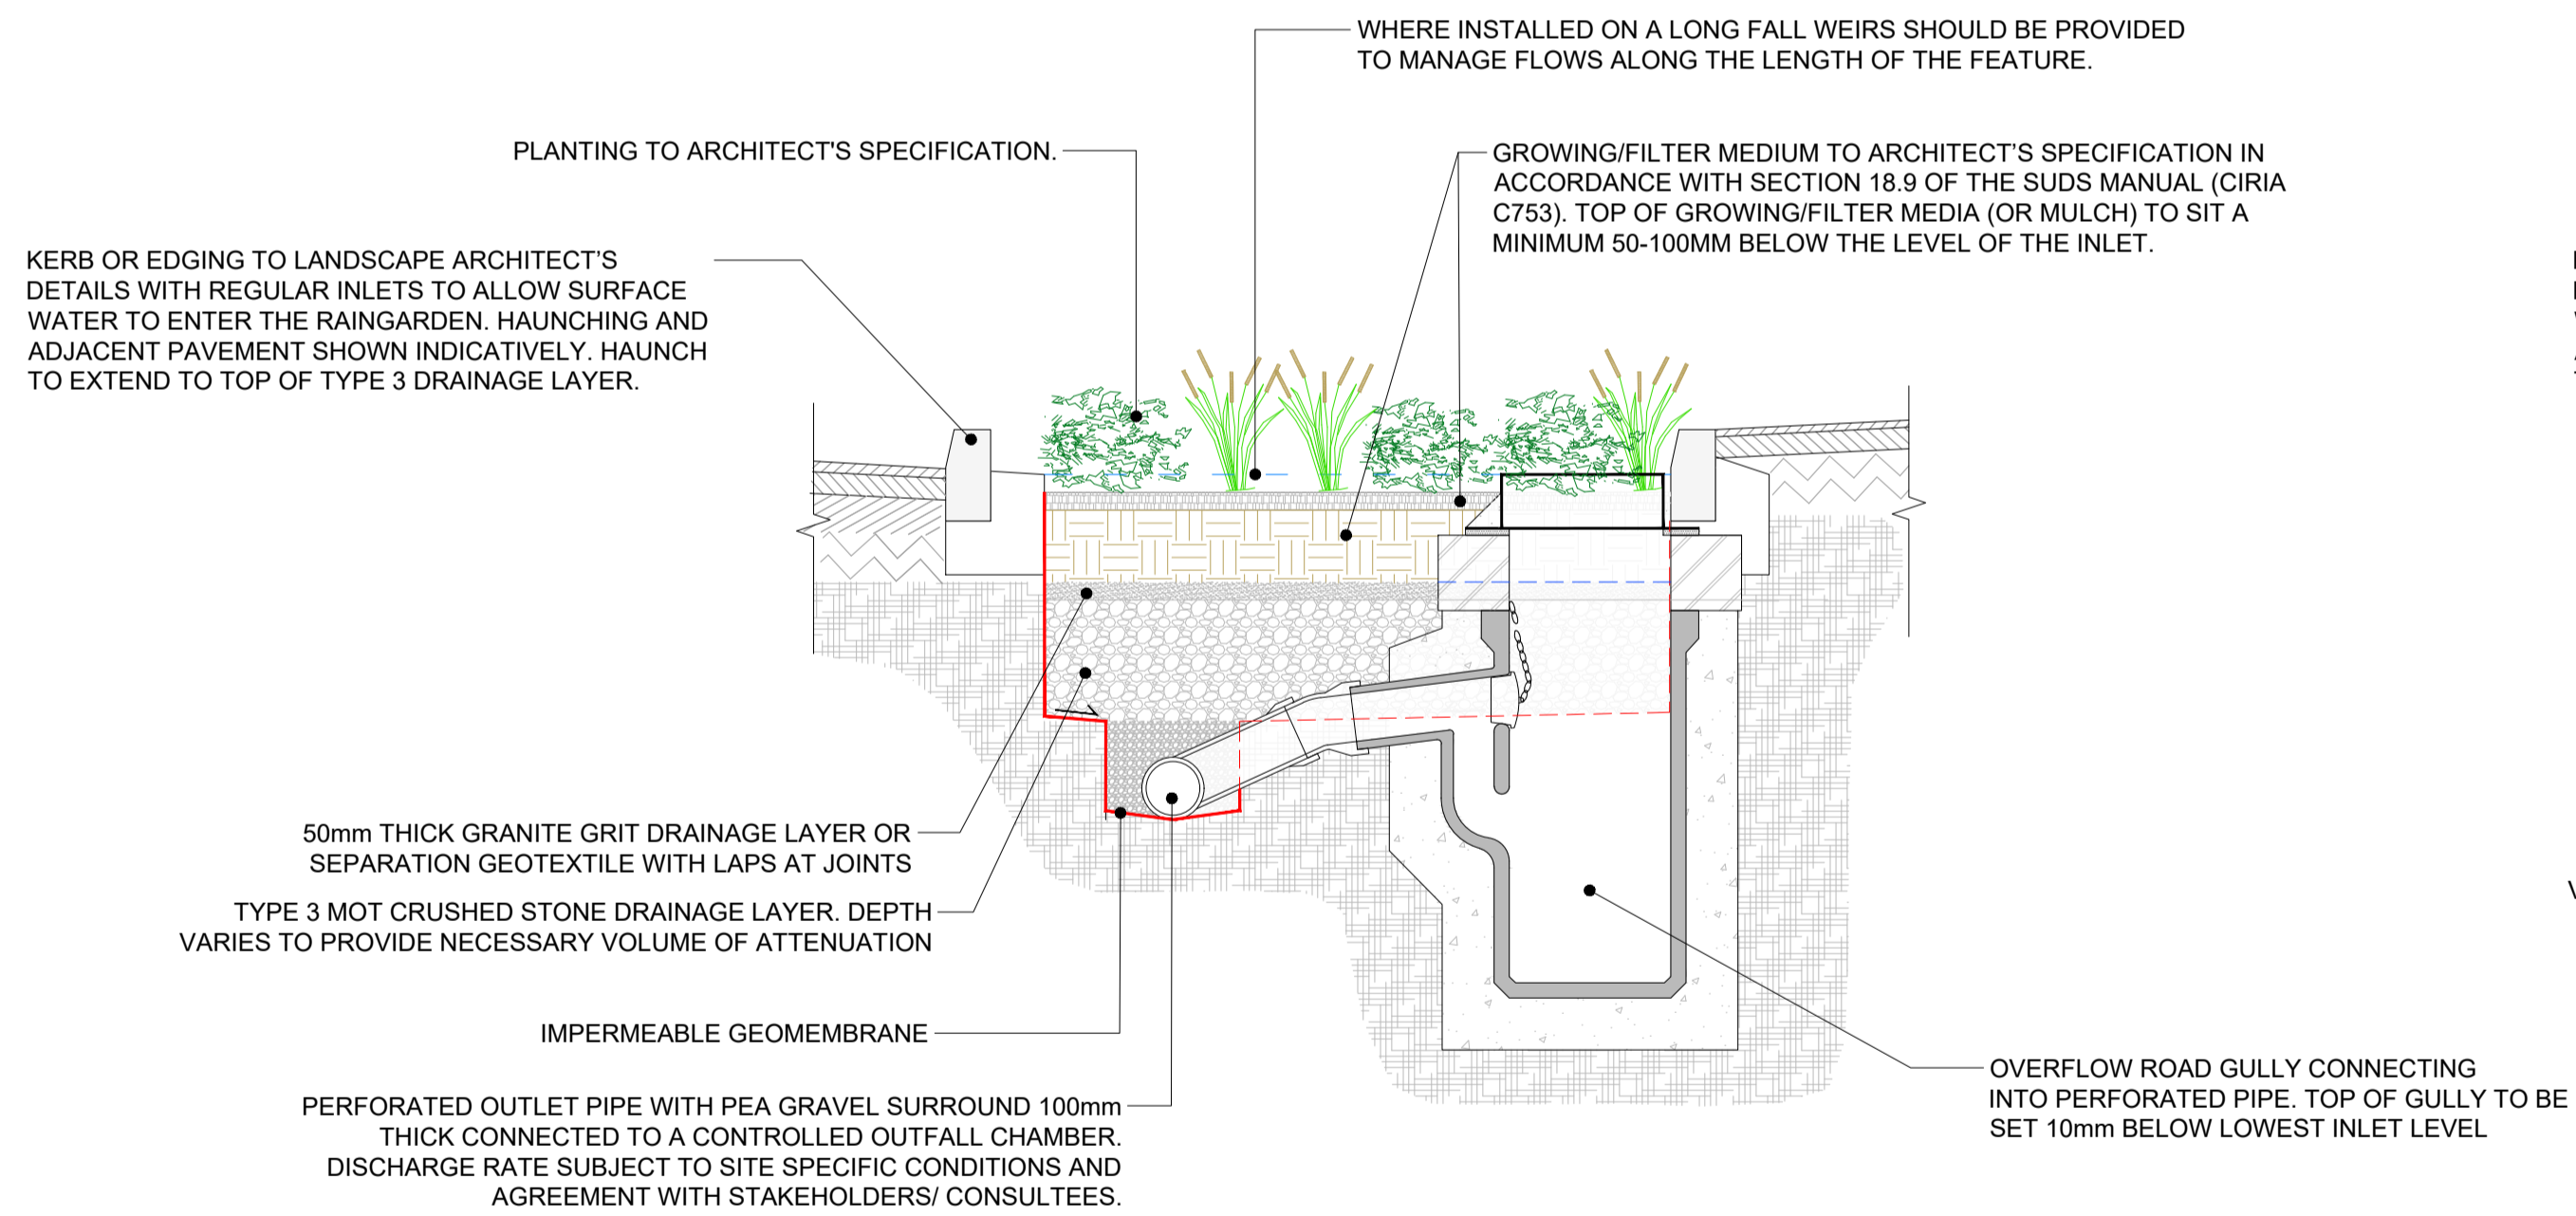 WHERE INSTALLED ON A LONG FALL WEIRS SHOULD BE PROVIDED
TO MANAGE FLOWS ALONG THE LENGTH OF THE FEATURE.
PLANTING TO ARCHITECT'S SPECIFICATION.
GROWING/FILTER MEDIUM TO ARCHITECT’S SPECIFICATION IN
ACCORDANCE WITH SECTION 18.9 OF THE SUDS MANUAL (CIRIA
C753). TOP OF GROWING/FILTER MEDIA (OR MULCH) TO SIT A
MINIMUM 50-100MM BELOW THE LEVEL OF THE INLET.
KERB OR EDGING TO LANDSCAPE ARCHITECT’S
DETAILS WITH REGULAR INLETS TO ALLOW SURFACE
WATER TO ENTER THE RAINGARDEN. HAUNCHING AND
ADJACENT PAVEMENT SHOWN INDICATIVELY. HAUNCH
TO EXTEND TO TOP OF TYPE 3 DRAINAGE LAYER.
50mm THICK GRANITE GRIT DRAINAGE LAYER OR
SEPARATION GEOTEXTILE WITH LAPS AT JOINTS
TYPE 3 MOT CRUSHED STONE DRAINAGE LAYER. DEPTH
VARIES TO PROVIDE NECESSARY VOLUME OF ATTENUATION
IMPERMEABLE GEOMEMBRANE
PERFORATED OUTLET PIPE WITH PEA GRAVEL SURROUND 100mm
THICK CONNECTED TO A CONTROLLED OUTFALL CHAMBER.
DISCHARGE RATE SUBJECT TO SITE SPECIFIC CONDITIONS AND
AGREEMENT WITH STAKEHOLDERS/ CONSULTEES.
OVERFLOW ROAD GULLY CONNECTING
INTO PERFORATED PIPE. TOP OF GULLY TO BE
SET 10mm BELOW LOWEST INLET LEVEL